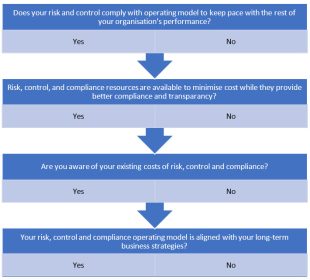 Does your risk and control comply with operating model to keep pace with the rest of
your organisation's performance?
Yes No
Risk, control, and compliance resources are available to minimise cost while they provide
better compliance and transparency?
Yes No
Are you aware of your existing costs of risk, control and compliance?
Yes No
Your risk, control and compliance operating model is aligned with your long-term
business strategies?
Yes No